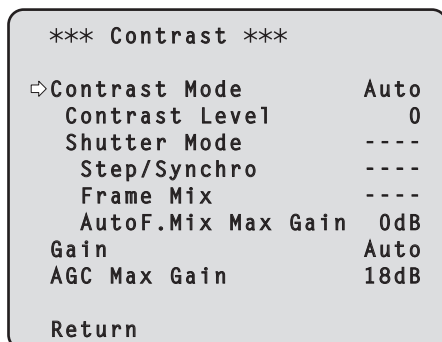 *** Contrast ***
⇨Contrast Mode Auto
Contrast Level 0
Shutter Mode ----
Step/Synchro ----
Frame Mix ----
AutoF.Mix Max Gain 0dB
Gain Auto
AGC Max Gain 18dB
Return